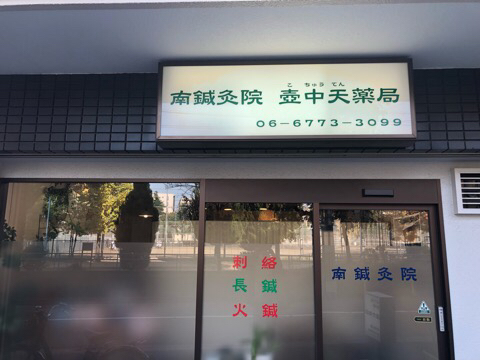 こ ちゅう てん
南鍼灸院 壺中天薬局
06-6773-3099
刺絡
長鍼
火鍼
南鍼灸院